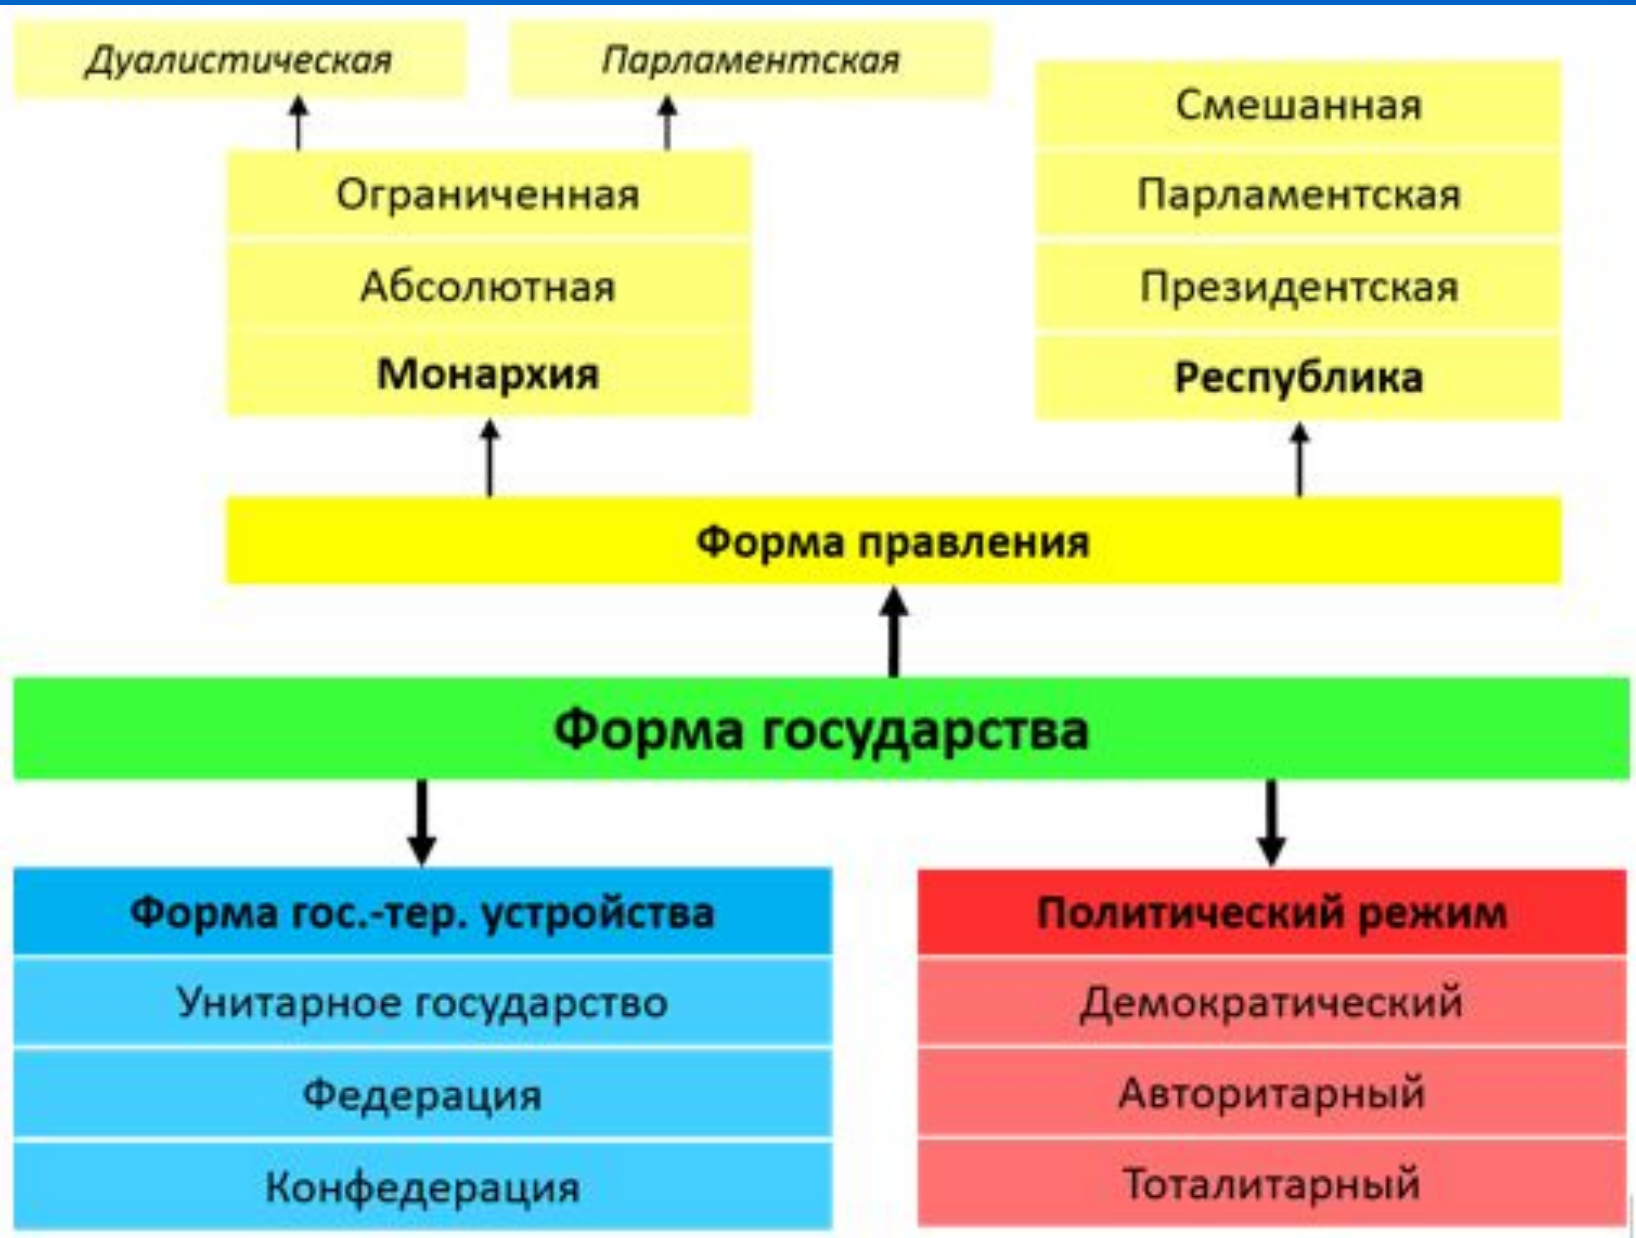 Дуалистическая
Парламентская
Ограниченная
Абсолютная
Монархия
Смешанная
Парламентская
Президентская
Республика
Форма правления
Форма государства
Форма гос.-тер. устройства
Унитарное государство
Федерация
Конфедерация
Политический режим
Демократический
Авторитарный
Тоталитарный